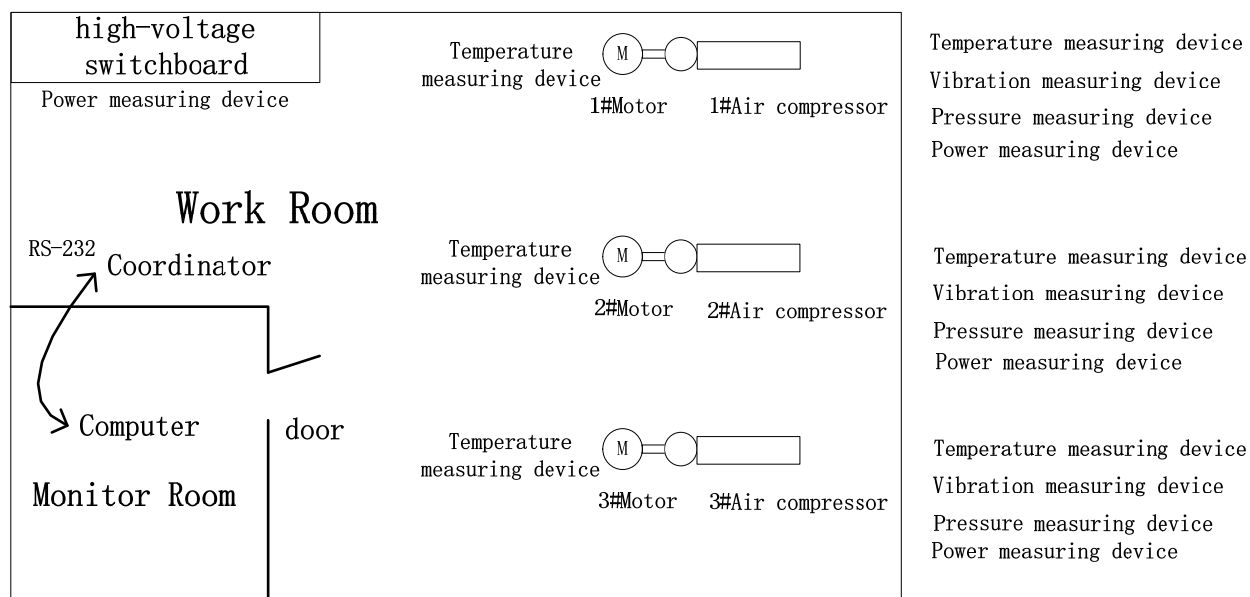 high-voltage
switchboard
Power measuring device
Temperature
measuring device
M
1#Motor
1#Air compressor
Temperature measuring device
Vibration measuring device
Pressure measuring device
Power measuring device
Work Room
RS-232
Coordinator
Temperature
measuring device
M
2#Motor
2#Air compressor
Temperature measuring device
Vibration measuring device
Pressure measuring device
Power measuring device
Computer
door
Monitor Room
Temperature
measuring device
M
3#Motor
3#Air compressor
Temperature measuring device
Vibration measuring device
Pressure measuring device
Power measuring device